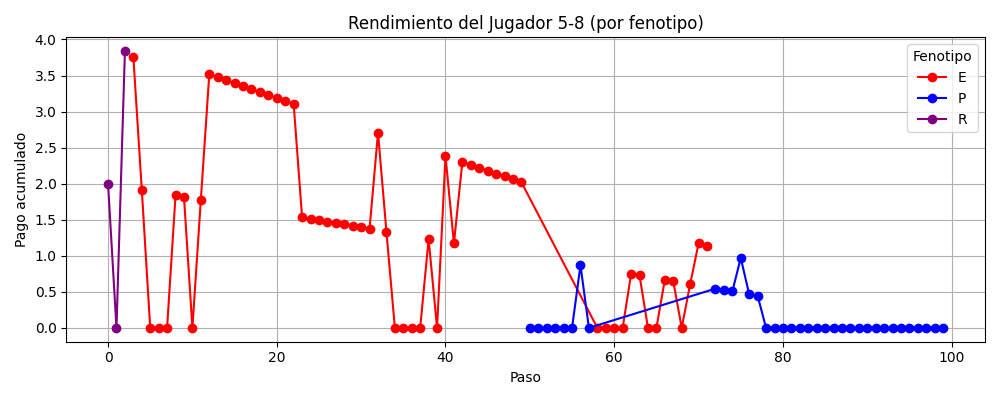 Rendimiento del Jugador 5-8 (por fenotipo)
Pago acumulado
4.0
3.5
3.0
2.5
2.0
1.5
1.0
0.5
0.0
Fenotipo
E
P
R
0 20 40 60 80 100
Paso